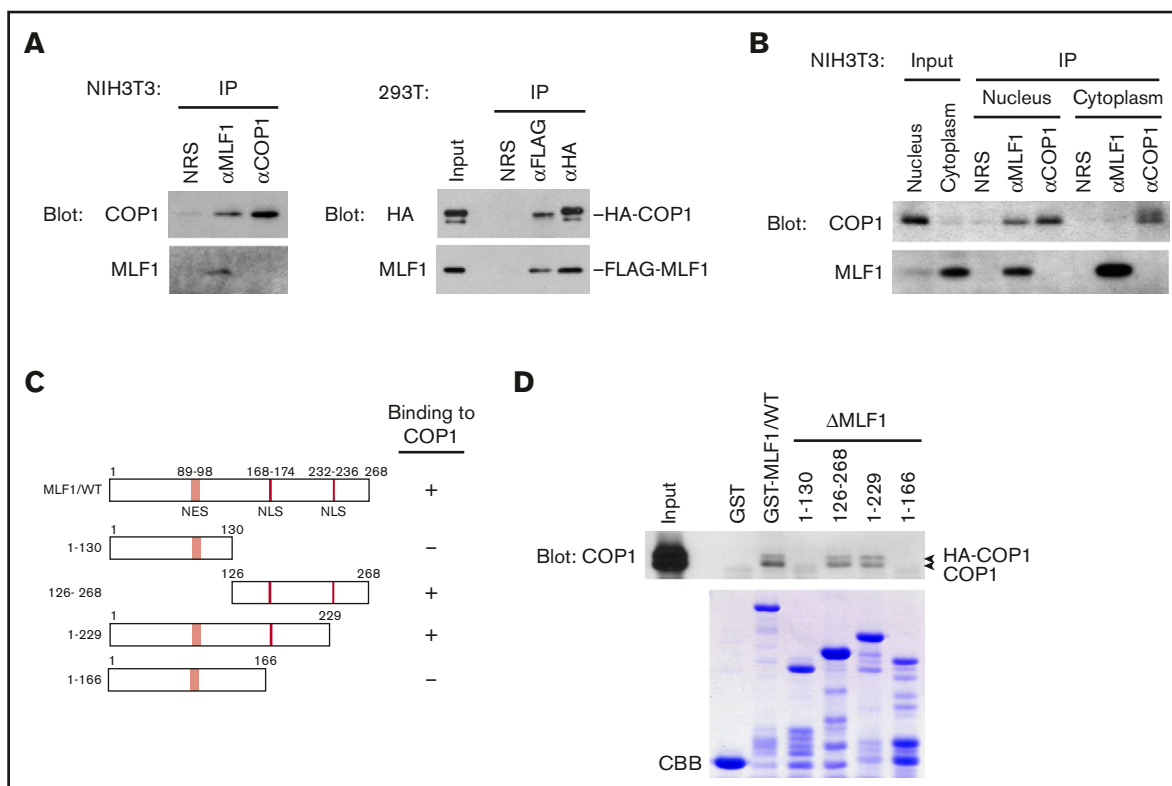 A
NIH3T3: IP
NRS αMLF1 αCOP1
Blot: COP1
MLF1
293T: IP
Input NRS αFLAG αHA
Blot: HA –HA-COP1
MLF1 –FLAG-MLF1
B
NIH3T3: Input IP
Nucleus Cytoplasm
Nucleus Cytoplasm NRS αMLF1 αCOP1 NRS αMLF1 αCOP1
Blot: COP1
MLF1
C
Binding to
COP1
1 89-98 168-174 232-236 268
MLF1/WT +
NES NLS NLS
1 130
1-130 –
126 268
126- 268 +
1 229
1-229 +
1 166
1-166 –
D
ΔMLF1
Input GST GST-MLF1/WT 1-130 126-268 1-229 1-166
Blot: COP1 HA-COP1
COP1
CBB